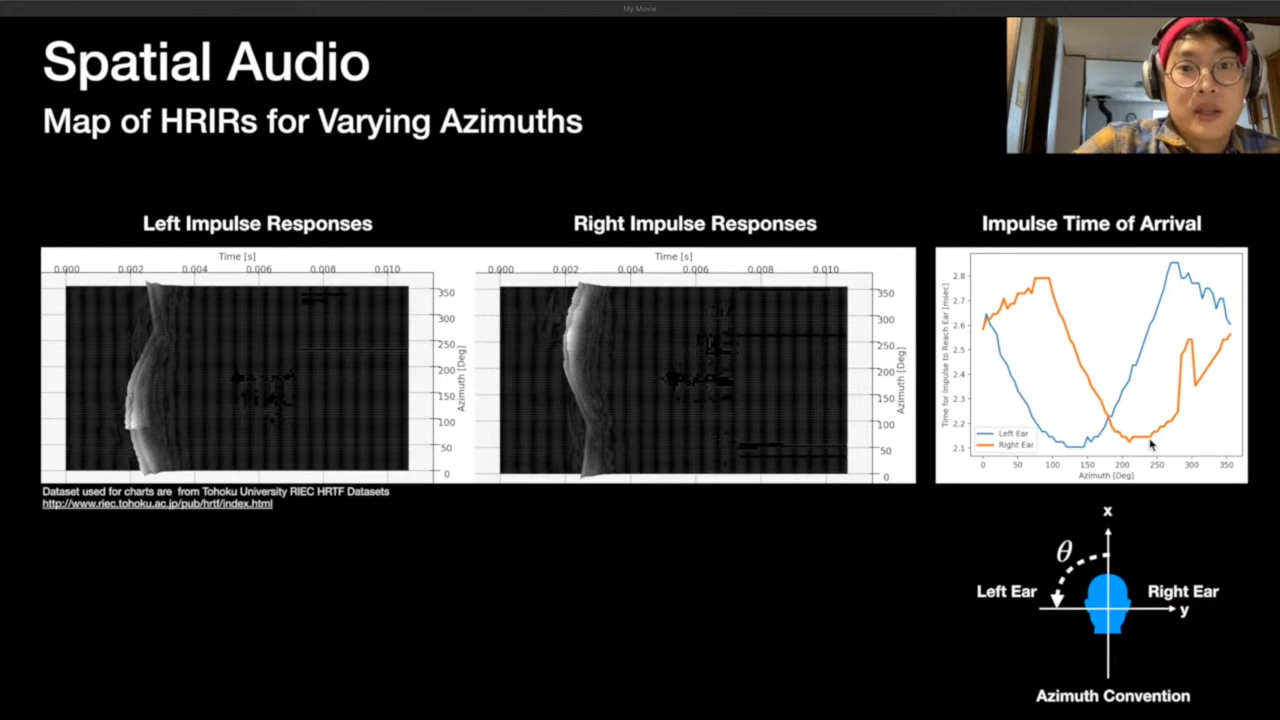 My Movie
Spatial Audio
Map of HRIRs for Varying Azimuths
Left Impulse Responses
Right Impulse Responses
Impulse Time of Arrival
Time [s]
0.000 0.002 0.004 0.006 0.008 0.010
350
300
250
200
150
100
50
0
Azimuth [Deg]
Time [s]
0.000 0.002 0.004 0.006 0.008 0.010
350
300
250
200
150
100
50
0
Azimuth [Deg]
Time for Impulse to Reach Ear [msec]
2.8
2.7
2.6
2.5
2.4
2.3
2.2
2.1
Left Ear
Right Ear
0 50 100 150 200 250 300 350
Azimuth [Deg]
Dataset used for charts are from Tohoku University RIEC HRTF Datasets
http://www.riec.tohoku.ac.jp/pub/hrtf/index.html
x
θ
Left Ear
Right Ear
y
Azimuth Convention